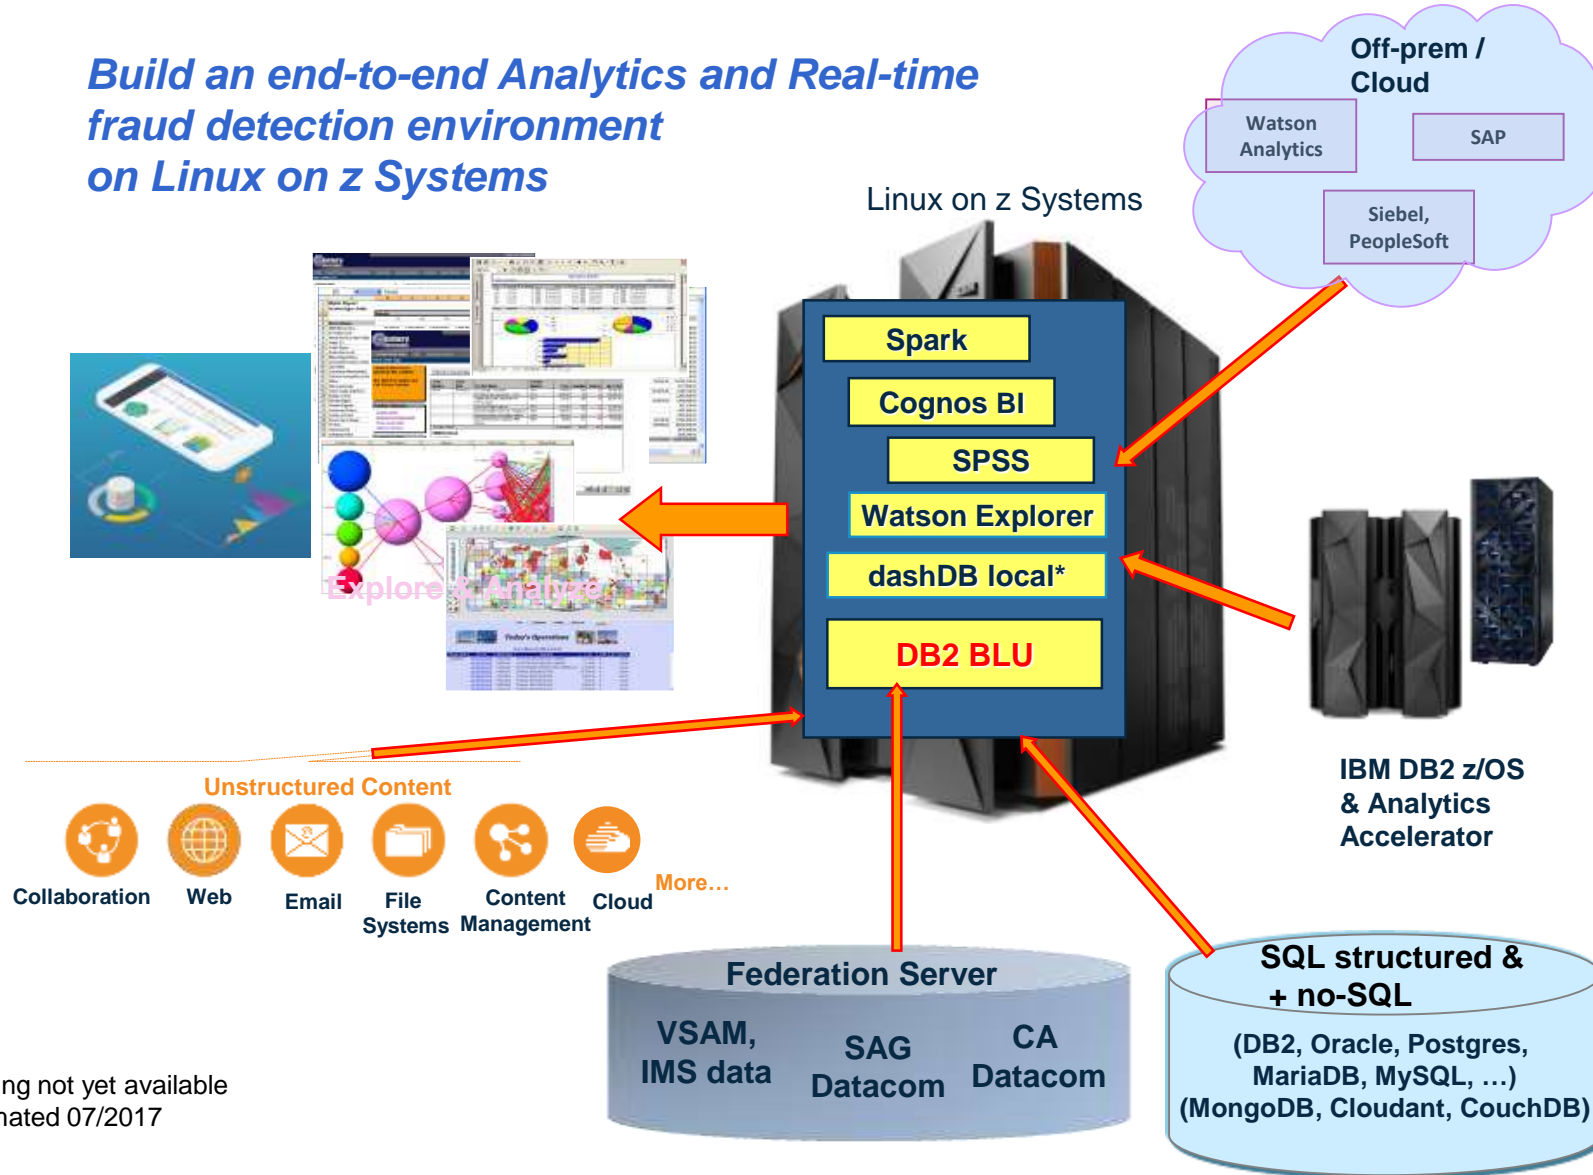 Build an end-to-end Analytics and Real-time
fraud detection environment
on Linux on z Systems
Off-prem /
Cloud
Watson
Analytics
SAP
Siebel,
PeopleSoft
Linux on z Systems
Spark
Cognos BI
SPSS
Watson Explorer
dashDB local*
DB2 BLU
Explore & Analyze
Today's Operations
IBM DB2 z/OS
& Analytics
Accelerator
Unstructured Content
Collaboration
Web
Email
File
Systems
Content
Management
Cloud
More…
Federation Server
VSAM,
IMS data
SAG
Datacom
CA
Datacom
SQL structured &
+ no-SQL
(DB2, Oracle, Postgres,
MariaDB, MySQL, …)
(MongoDB, Cloudant, CouchDB)
ng not yet available
nated 07/2017